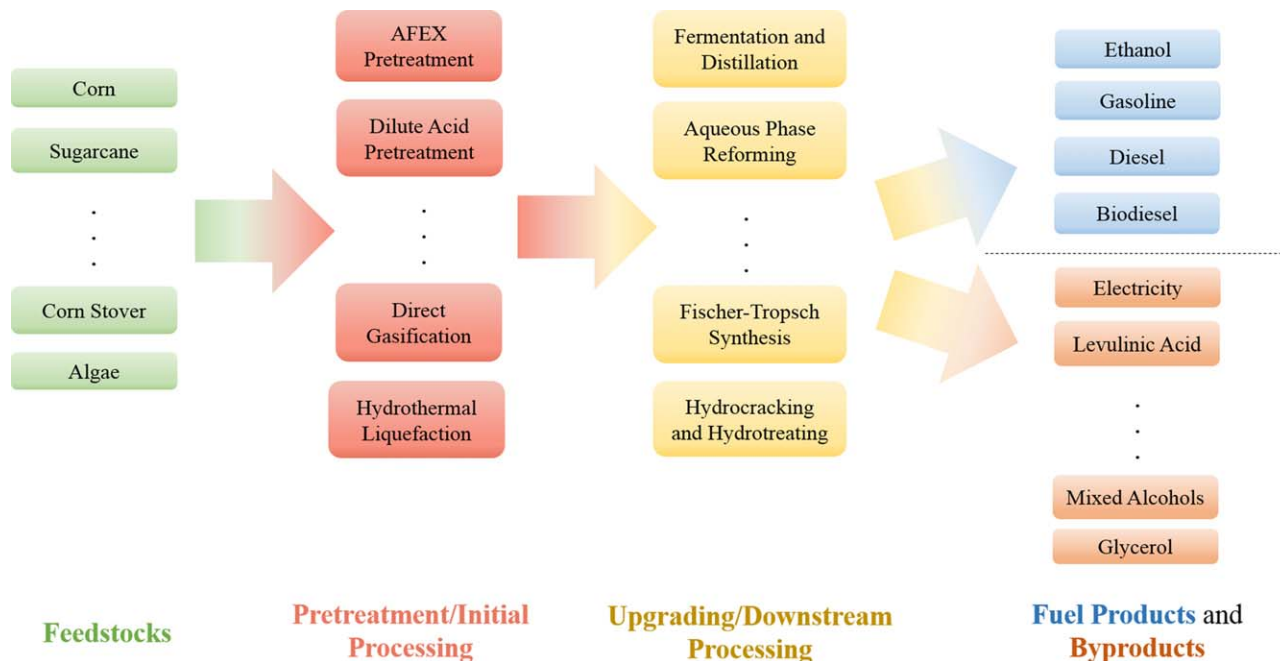 Corn
Sugarcane
Corn Stover
Algae
Feedstocks
AFEX
Pretreatment
Dilute Acid
Pretreatment
Direct
Gasification
Hydrothermal
Liquefaction
Pretreatment/Initial
Processing
Fermentation and
Distillation
Aqueous Phase
Reforming
Fischer-Tropsch
Synthesis
Hydrocracking
and Hydrotreating
Upgrading/Downstream
Processing
Ethanol
Gasoline
Diesel
Biodiesel
Electricity
Levulinic Acid
Mixed Alcohols
Glycerol
Fuel Products and
Byproducts